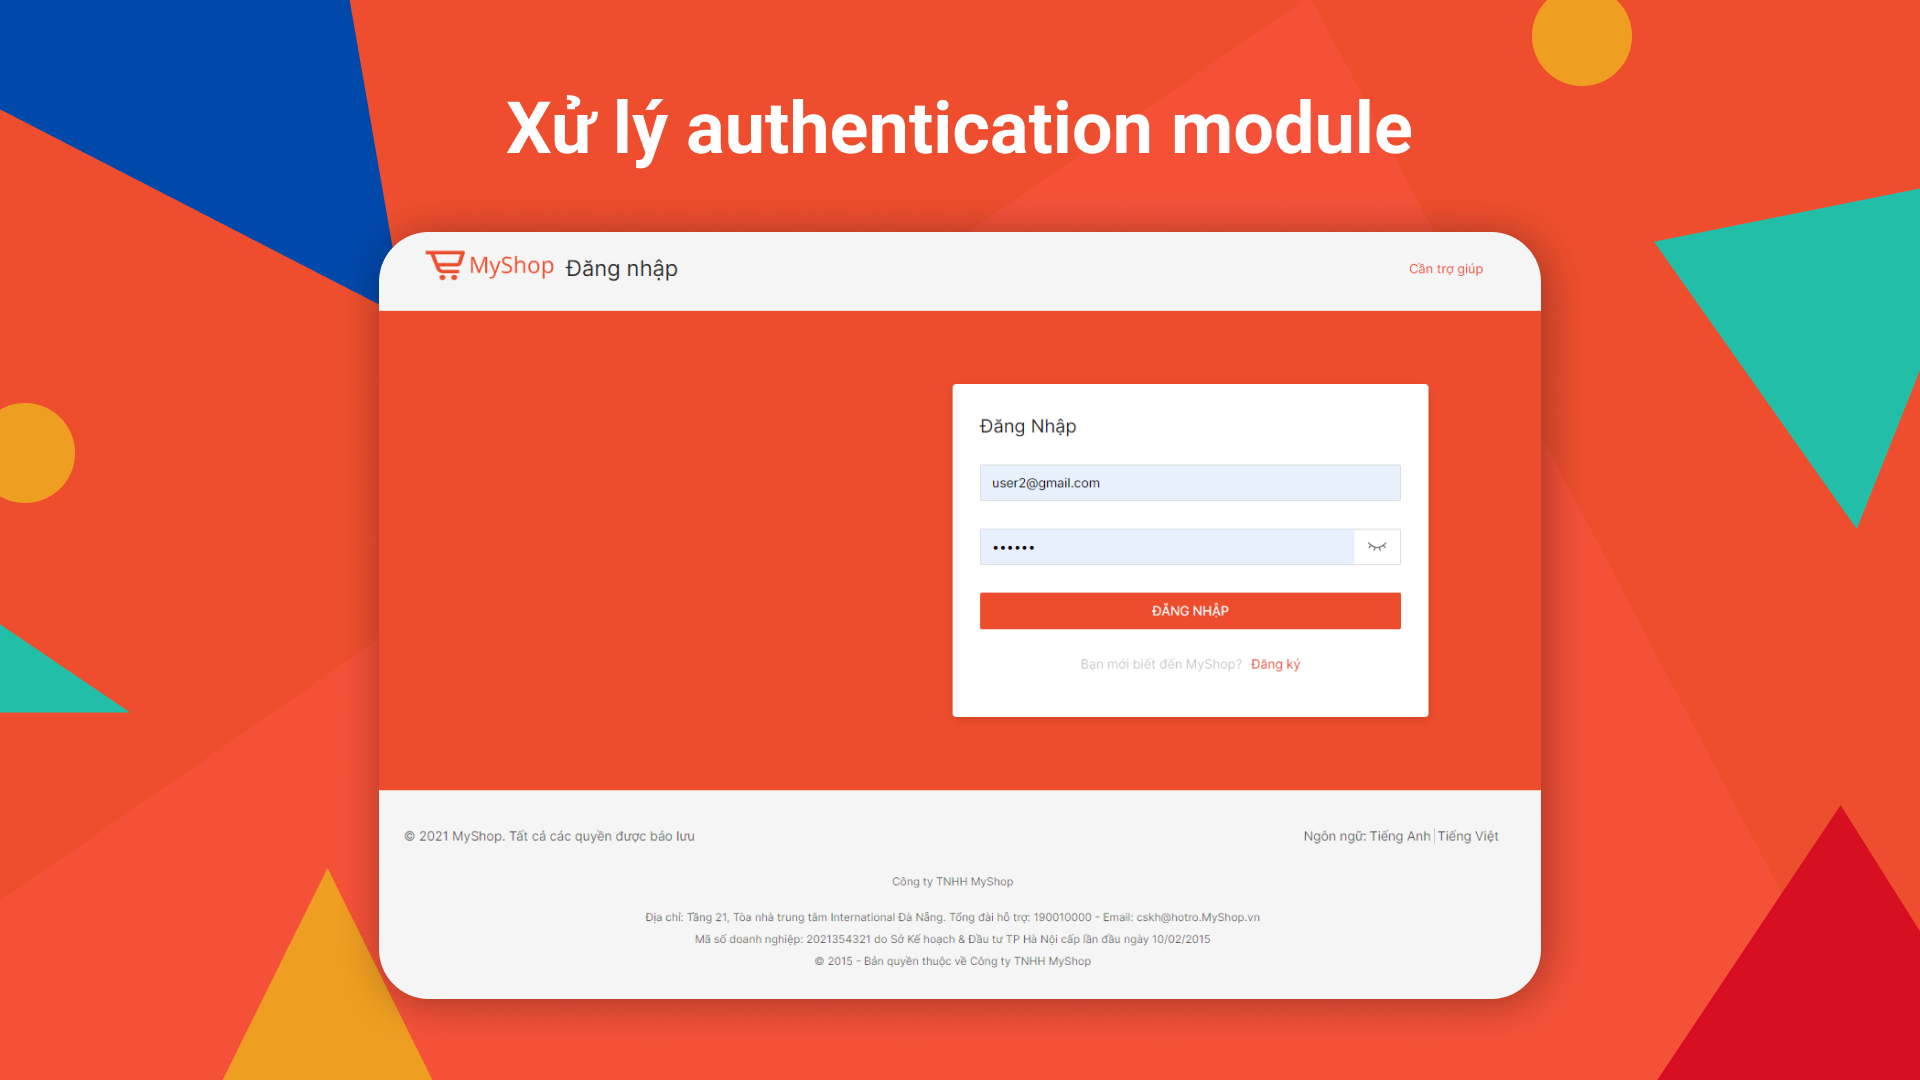 Xử lý authentication module
MyShop Đăng nhập
Cần trợ giúp
Đăng Nhập
user2@gmail.com
••••••
ĐĂNG NHẬP
Bạn mới biết đến MyShop? Đăng ký
© 2021 MyShop. Tất cả các quyền được bảo lưu
Ngôn ngữ: Tiếng Anh | Tiếng Việt
Công ty TNHH MyShop
Địa chỉ: Tầng 21, Tòa nhà trung tâm International Đà Nẵng. Tổng đài hỗ trợ: 190010000 - Email: cskh@hotro.MyShop.vn
Mã số doanh nghiệp: 2021354321 do Sở Kế hoạch & Đầu tư TP Hà Nội cấp lần đầu ngày 10/02/2015
© 2015 - Bản quyền thuộc về Công ty TNHH MyShop